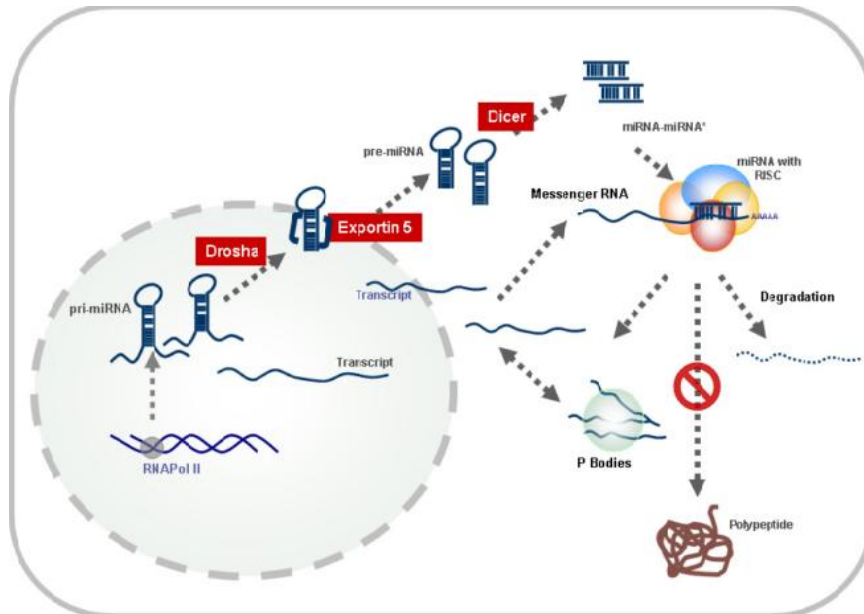 Dicer
miRNA-miRNA*
pre-miRNA
miRNA with
RISC
Messenger RNA
AAAAA
Exportin 5
Drosha
Transcript
pri-miRNA
Degradation
Transcript
RNAPol II
P Bodies
Polypeptide